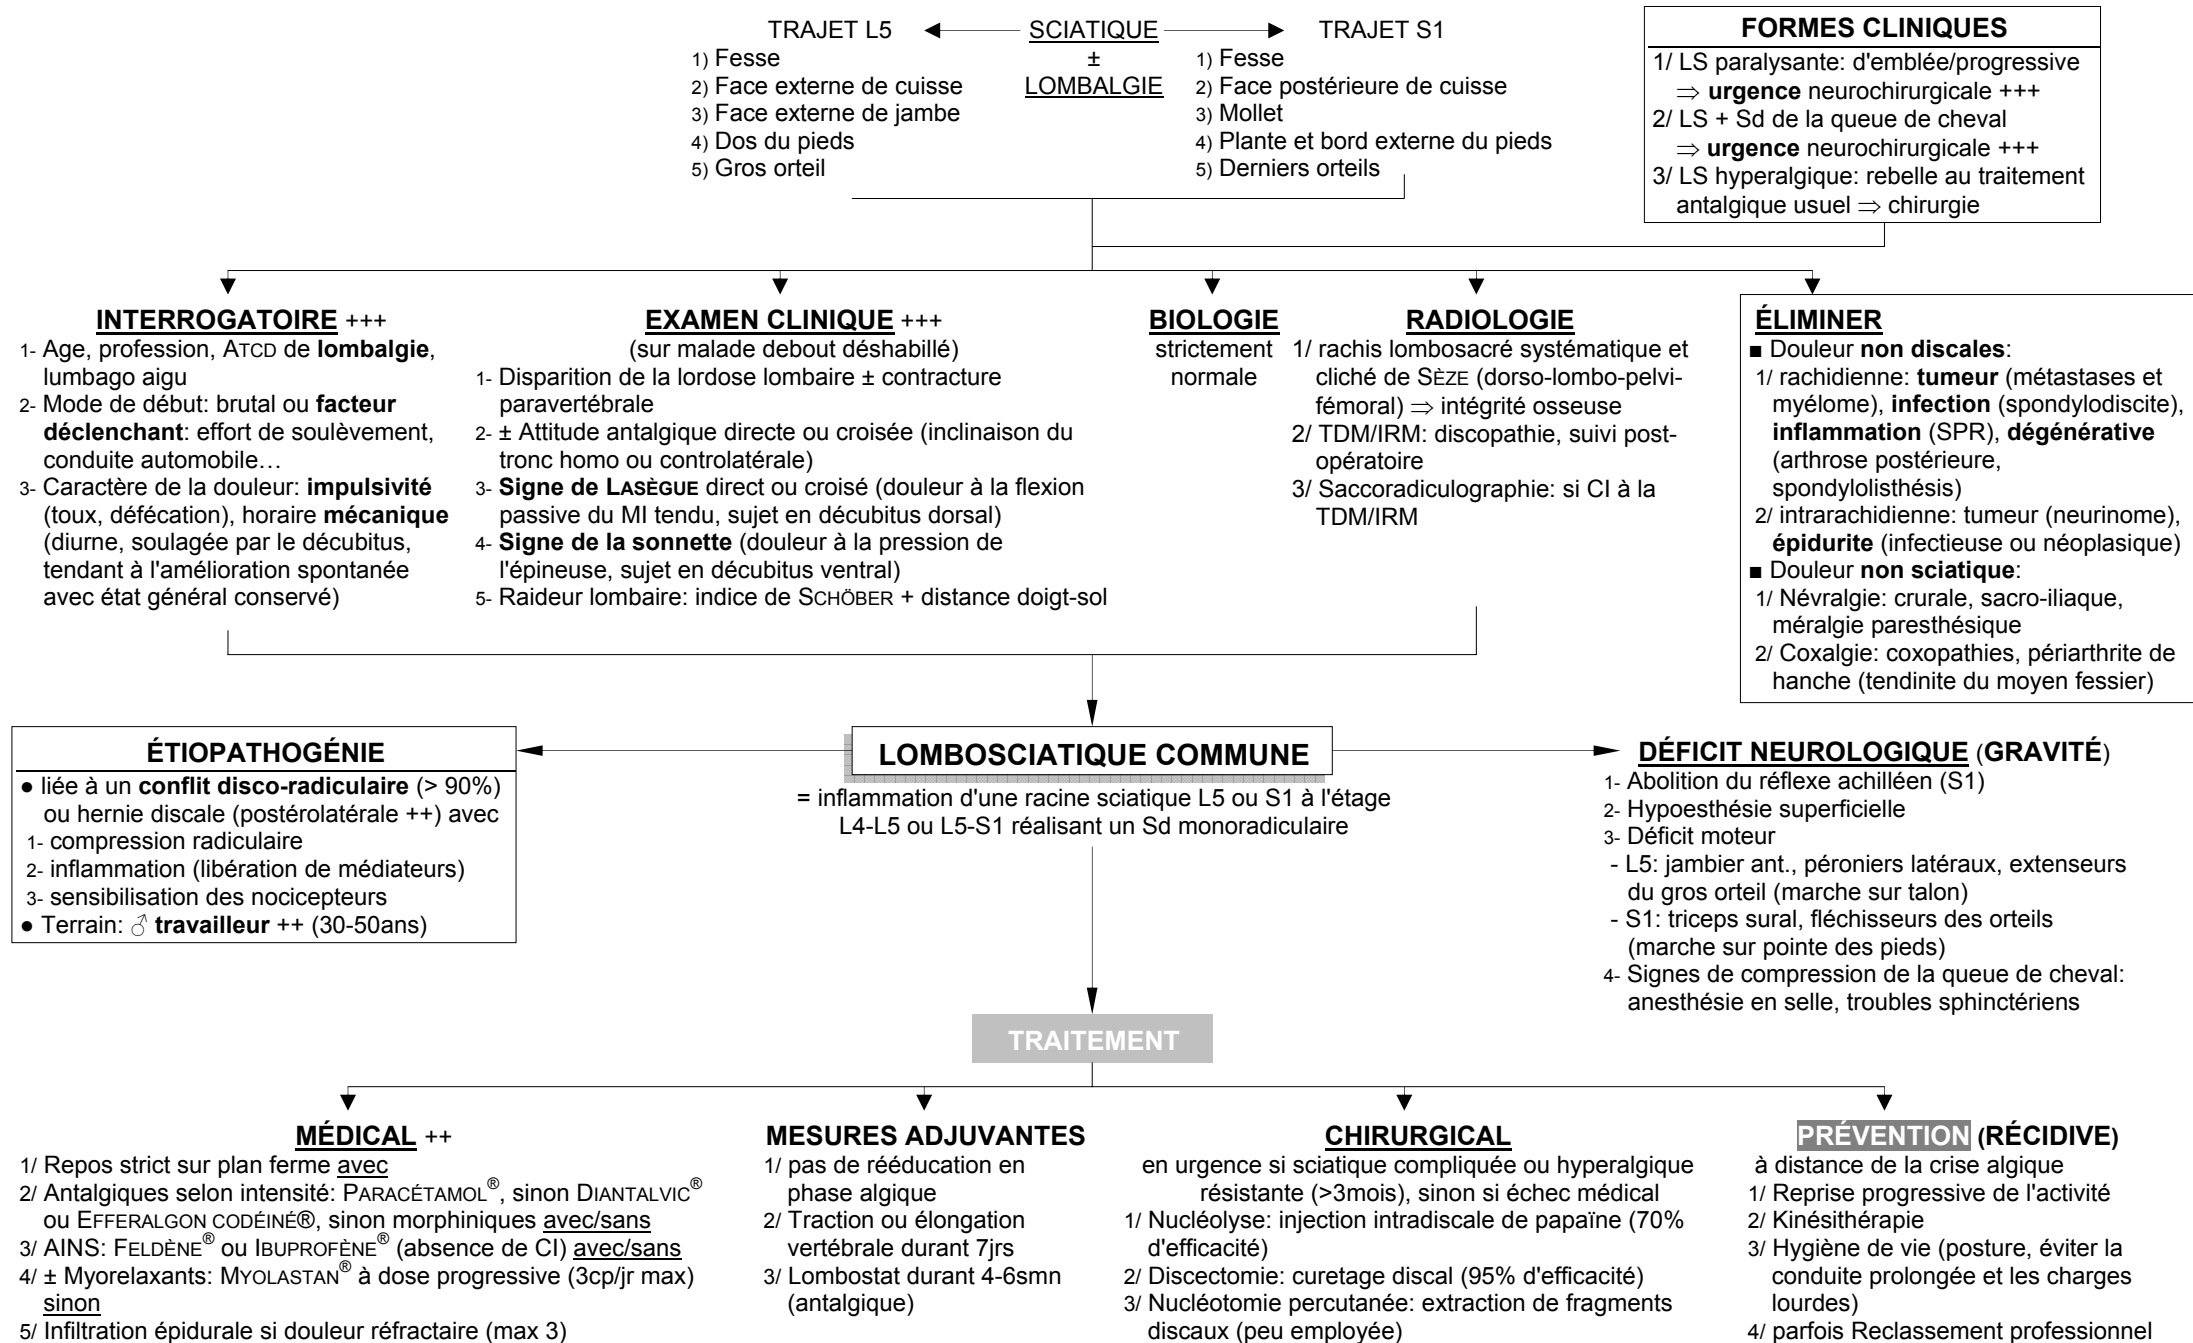 TRAJET L5
1) Fesse
2) Face externe de cuisse
3) Face externe de jambe
4) Dos du pieds
5) Gros orteil
SCIATIQUE
±
LOMBALGIE
TRAJET S1
1) Fesse
2) Face postérieure de cuisse
3) Mollet
4) Plante et bord externe du pieds
5) Derniers orteils
FORMES CLINIQUES
1/ LS paralysante: d'emblée/progressive
⇒ urgence neurochirurgicale +++
2/ LS + Sd de la queue de cheval
⇒ urgence neurochirurgicale +++
3/ LS hyperalgique: rebelle au traitement
antalgique usuel ⇒ chirurgie
INTERROGATOIRE +++
1- Age, profession, ATCD de lombalgie,
lumbago aigu
2- Mode de début: brutal ou facteur
déclenchant: effort de soulèvement,
conduite automobile…
3- Caractère de la douleur: impulsivité
(toux, défécation), horaire mécanique
(diurne, soulagée par le décubitus,
tendant à l'amélioration spontanée
avec état général conservé)
EXAMEN CLINIQUE +++
(sur malade debout déshabillé)
1- Disparition de la lordose lombaire ± contracture
paravertébrale
2- ± Attitude antalgique directe ou croisée (inclinaison du
tronc homo ou controlatérale)
3- Signe de LASÈGUE direct ou croisé (douleur à la flexion
passive du MI tendu, sujet en décubitus dorsal)
4- Signe de la sonnette (douleur à la pression de
l'épineuse, sujet en décubitus ventral)
5- Raideur lombaire: indice de SCHÖBER + distance doigt-sol
BIOLOGIE
strictement
normale
RADIOLOGIE
1/ rachis lombosacré systématique et
cliché de SÈZE (dorso-lombo-pelvi-
fémoral) ⇒ intégrité osseuse
2/ TDM/IRM: discopathie, suivi post-
opératoire
3/ Saccoradiculographie: si CI à la
TDM/IRM
ÉLIMINER
■ Douleur non discales:
1/ rachidienne: tumeur (métastases et
myélome), infection (spondylodiscite),
inflammation (SPR), dégénérative
(arthrose postérieure,
spondylolisthésis)
2/ intrarachidienne: tumeur (neurinome),
épidurite (infectieuse ou néoplasique)
■ Douleur non sciatique:
1/ Névralgie: crurale, sacro-iliaque,
méralgie paresthésique
2/ Coxalgie: coxopathies, périarthrite de
hanche (tendinite du moyen fessier)
ÉTIOPATHOGÉNIE
● liée à un conflit disco-radiculaire (> 90%)
ou hernie discale (postérolatérale ++) avec
1- compression radiculaire
2- inflammation (libération de médiateurs)
3- sensibilisation des nocicepteurs
● Terrain: ♂ travailleur ++ (30-50ans)
LOMBOSCIATIQUE COMMUNE
= inflammation d'une racine sciatique L5 ou S1 à l'étage
L4-L5 ou L5-S1 réalisant un Sd monoradiculaire
DÉFICIT NEUROLOGIQUE (GRAVITÉ)
1- Abolition du réflexe achilléen (S1)
2- Hypoesthésie superficielle
3- Déficit moteur
- L5: jambier ant., péroniers latéraux, extenseurs
du gros orteil (marche sur talon)
- S1: triceps sural, fléchisseurs des orteils
(marche sur pointe des pieds)
4- Signes de compression de la queue de cheval:
anesthésie en selle, troubles sphinctériens
TRAITEMENT
MÉDICAL ++
1/ Repos strict sur plan ferme avec
2/ Antalgiques selon intensité: PARACÉTAMOL®, sinon DIANTALVIC®
ou EFFERALGON CODÉINÉ®, sinon morphiniques avec/sans
3/ AINS: FELDÈNE® ou IBUPROFÈNE® (absence de CI) avec/sans
4/ ± Myorelaxants: MYOLASTAN® à dose progressive (3cp/jr max)
sinon
5/ Infiltration épidurale si douleur réfractaire (max 3)
MESURES ADJUVANTES
1/ pas de rééducation en
phase algique
2/ Traction ou élongation
vertébrale durant 7jrs
3/ Lombostat durant 4-6smn
(antalgique)
CHIRURGICAL
en urgence si sciatique compliquée ou hyperalgique
résistante (>3mois), sinon si échec médical
1/ Nucléolyse: injection intradiscale de papaïne (70%
d'efficacité)
2/ Discectomie: curetage discal (95% d'efficacité)
3/ Nucléotomie percutanée: extraction de fragments
discaux (peu employée)
PRÉVENTION (RÉCIDIVE)
à distance de la crise algique
1/ Reprise progressive de l'activité
2/ Kinésithérapie
3/ Hygiène de vie (posture, éviter la
conduite prolongée et les charges
lourdes)
4/ parfois Reclassement professionnel